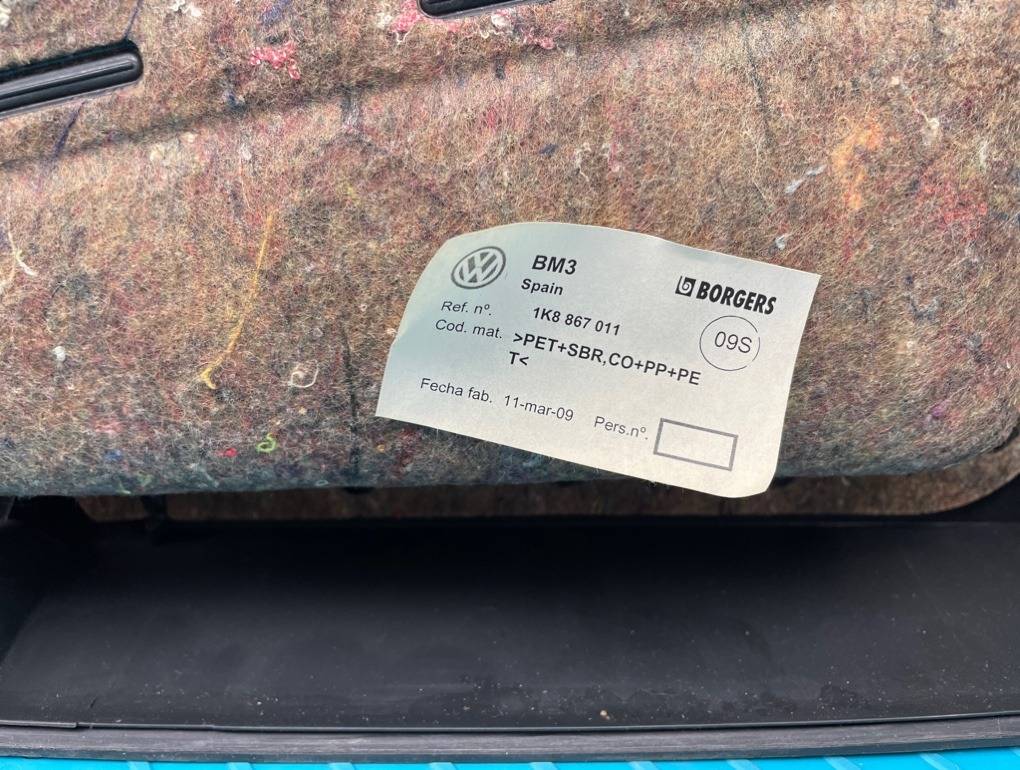 BM3
Spain
BORGERS
Ref. nº. 1K8 867 011
09S
Cod. mat. >PET+SBR,CO+PP+PE
T<
Fecha fab. 11-mar-09 Pers.nº.